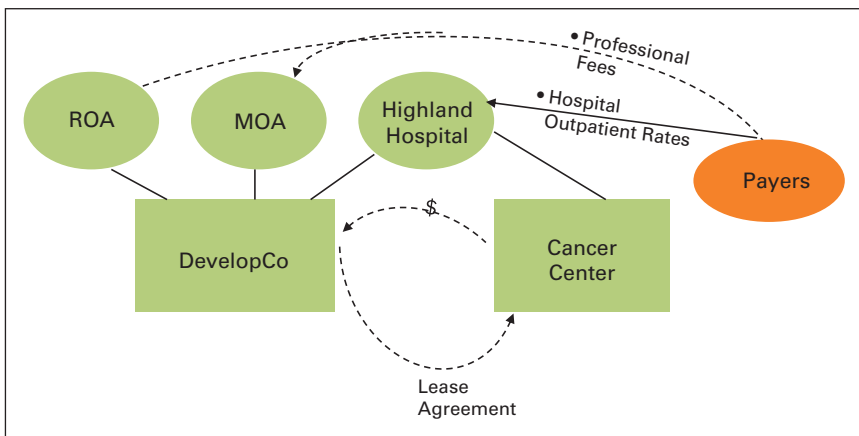 • Professional
Fees
ROA
MOA
Highland
Hospital
• Hospital
Outpatient Rates
Payers
$
DevelopCo
Cancer
Center
Lease
Agreement